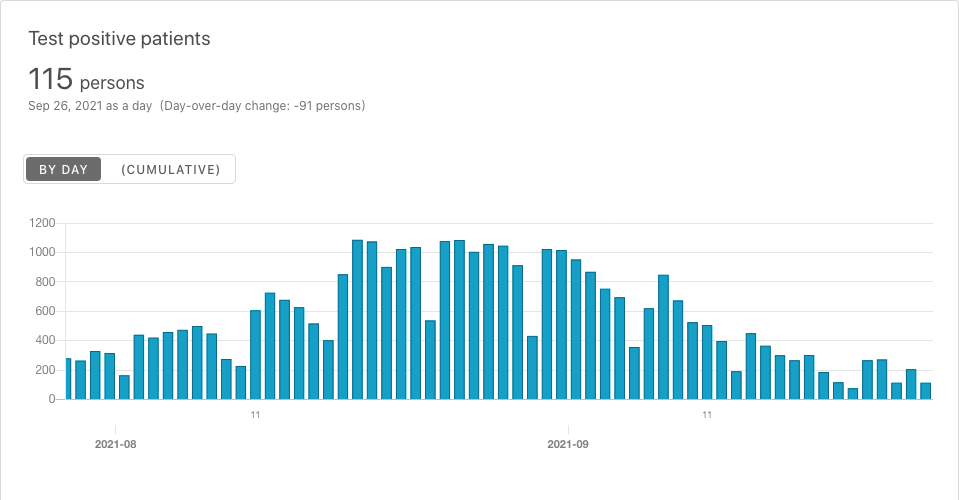 Test positive patients
115 persons
Sep 26, 2021 as a day (Day-over-day change: -91 persons)
BY DAY (CUMULATIVE)
1200
1000
800
600
400
200
0
11 11
2021-08 2021-09